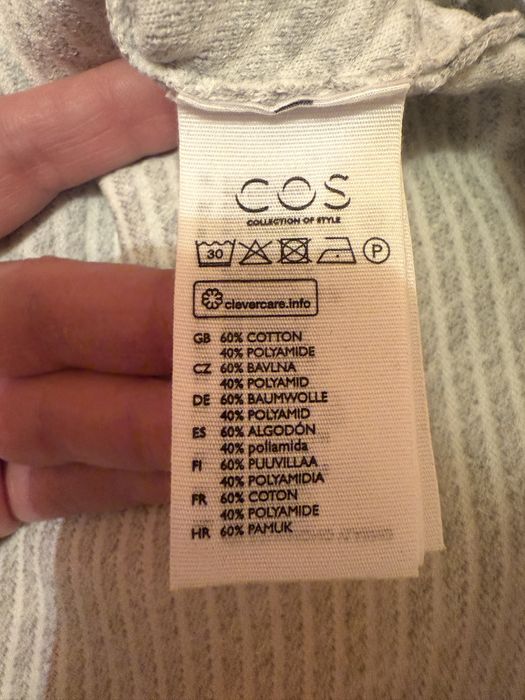 COS
COLLECTION OF STYLE
30
P
clevercare.info
GB 60% COTTON
40% POLYAMIDE
CZ 60% BAVLNA
40% POLYAMID
DE 60% BAUMWOLLE
40% POLYAMID
ES 60% ALGODÓN
40% poliamida
FI 60% PUUVILLAA
40% POLYAMIDIA
FR 60% COTON
40% POLYAMIDE
HR 60% PAMUK